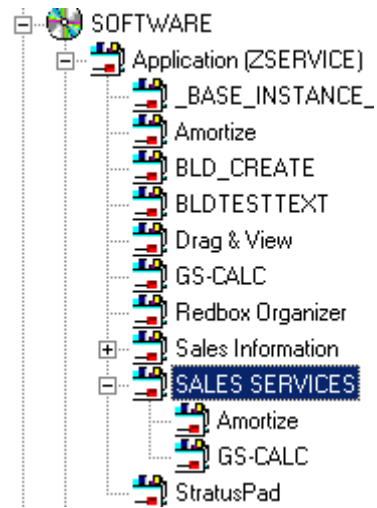 SOFTWARE
Application (ZSERVICE)
_BASE_INSTANCE_
Amortize
BLD_CREATE
BLDTESTTEXT
Drag & View
GS-CALC
Redbox Organizer
Sales Information
SALES SERVICES
Amortize
GS-CALC
StratusPad